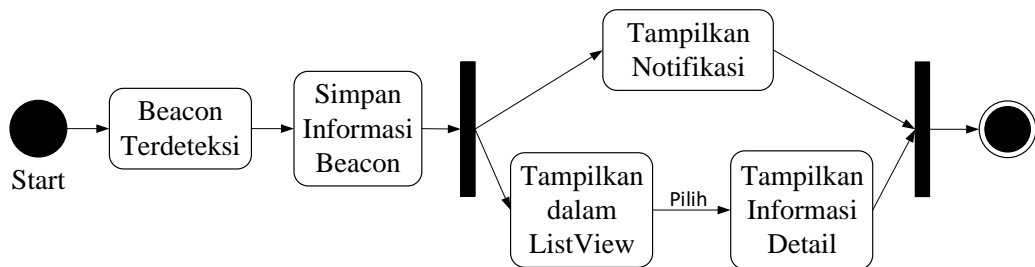 Start
Beacon
Terdeteksi
Simpan
Informasi
Beacon
Tampilkan
Notifikasi
Tampilkan
dalam
ListView
Pilih
Tampilkan
Informasi
Detail